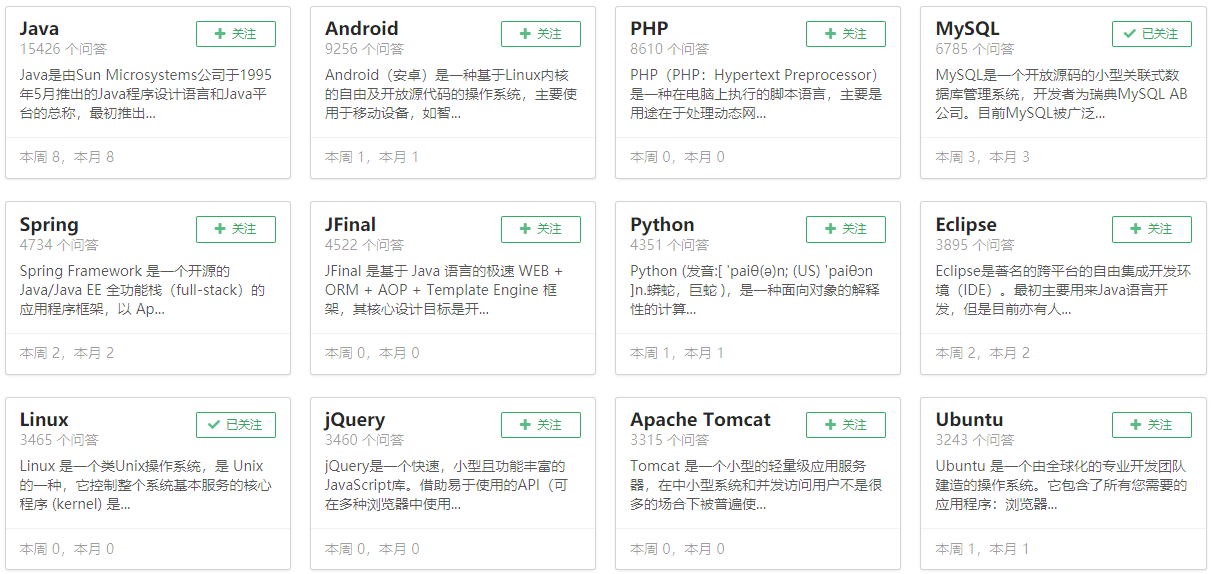 Java
+ 关注
15426 个问答
Java是由Sun Microsystems公司于1995
年5月推出的Java程序设计语言和Java平
台的总称，最初推出...
本周 8，本月 8
Android
+ 关注
9256 个问答
Android（安卓）是一种基于Linux内核
的自由及开放源代码的操作系统，主要使
用于移动设备，如智...
本周 1，本月 1
PHP
+ 关注
8610 个问答
PHP（PHP：Hypertext Preprocessor）
是一种在电脑上执行的脚本语言，主要是
用途在于处理动态网...
本周 0，本月 0
MySQL
✔ 已关注
6785 个问答
MySQL是一个开放源码的小型关联式数
据库管理系统，开发者为瑞典MySQL AB
公司。目前MySQL被广泛...
本周 3，本月 3
Spring
+ 关注
4734 个问答
Spring Framework 是一个开源的
Java/Java EE 全功能栈（full-stack）的
应用程序框架，以 Ap...
本周 2，本月 2
JFinal
+ 关注
4522 个问答
JFinal 是基于 Java 语言的极速 WEB +
ORM + AOP + Template Engine 框
架，其核心设计目标是开...
本周 0，本月 0
Python
+ 关注
4351 个问答
Python (发音:[ 'paiθ(ə)n; (US) 'paiθɔn
]n.蟒蛇，巨蛇 )，是一种面向对象的解释
性的计算...
本周 1，本月 1
Eclipse
+ 关注
3895 个问答
Eclipse是著名的跨平台的自由集成开发环
境（IDE）。最初主要用来Java语言开
发，但是目前亦有人...
本周 2，本月 2
Linux
✔ 已关注
3465 个问答
Linux 是一个类Unix操作系统，是 Unix
的一种，它控制整个系统基本服务的核心
程序 (kernel) 是...
本周 0，本月 0
jQuery
+ 关注
3460 个问答
jQuery是一个快速，小型且功能丰富的
JavaScript库。借助易于使用的API（可
在多种浏览器中使用...
本周 0，本月 0
Apache Tomcat
+ 关注
3315 个问答
Tomcat 是一个小型的轻量级应用服务
器，在中小型系统和并发访问用户不是很
多的场合下被普遍使...
本周 0，本月 0
Ubuntu
+ 关注
3243 个问答
Ubuntu 是一个由全球化的专业开发团队
建造的操作系统。它包含了所有您需要的
应用程序：浏览器...
本周 1，本月 1